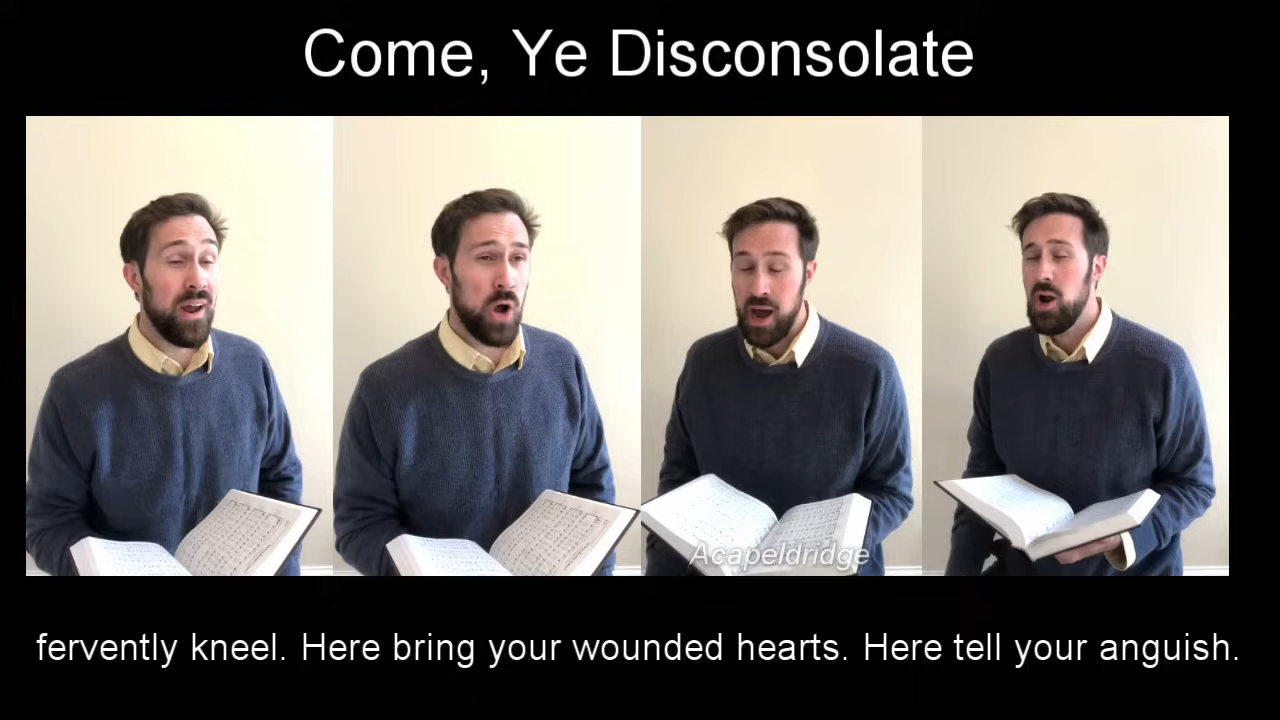 Come, Ye Disconsolate
Acapeldridge
fervently kneel. Here bring your wounded hearts. Here tell your anguish.